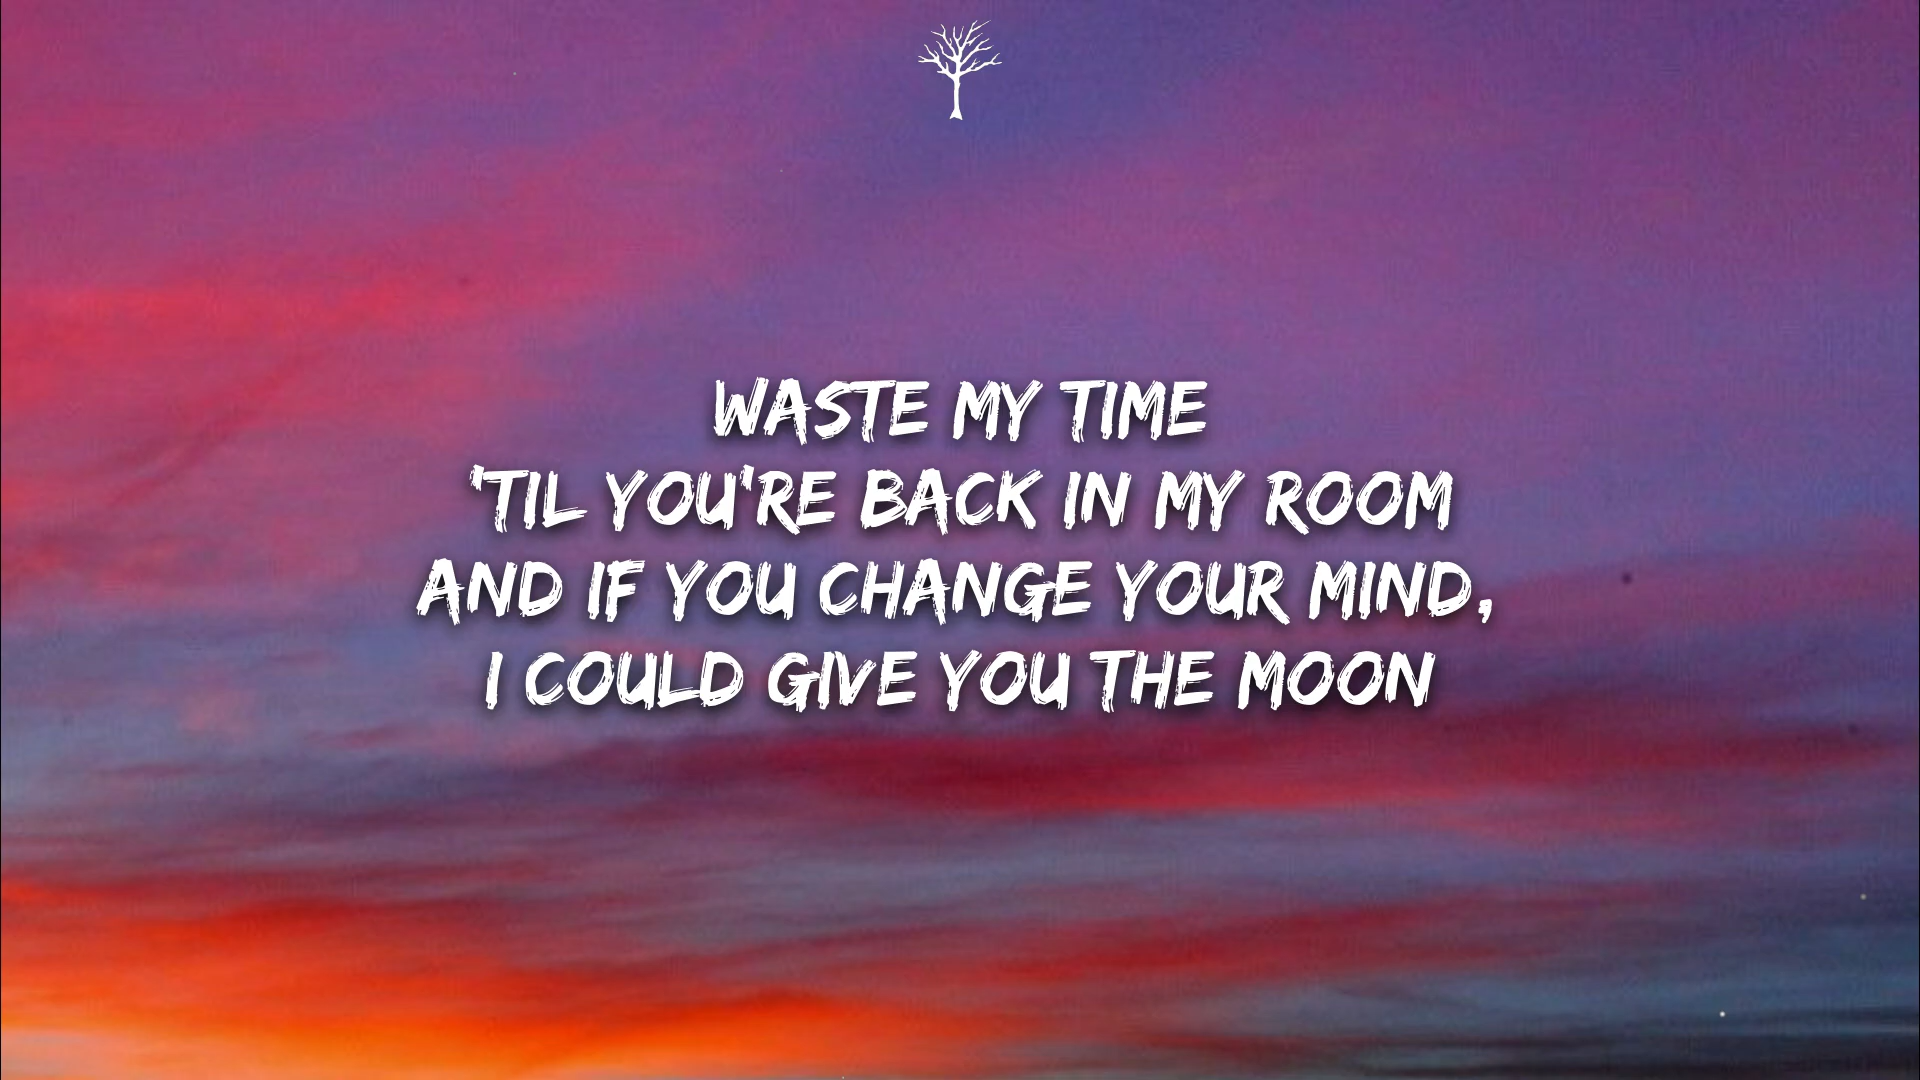 WASTE MY TIME
'TIL YOU'RE BACK IN MY ROOM
AND IF YOU CHANGE YOUR MIND,
I COULD GIVE YOU THE MOON